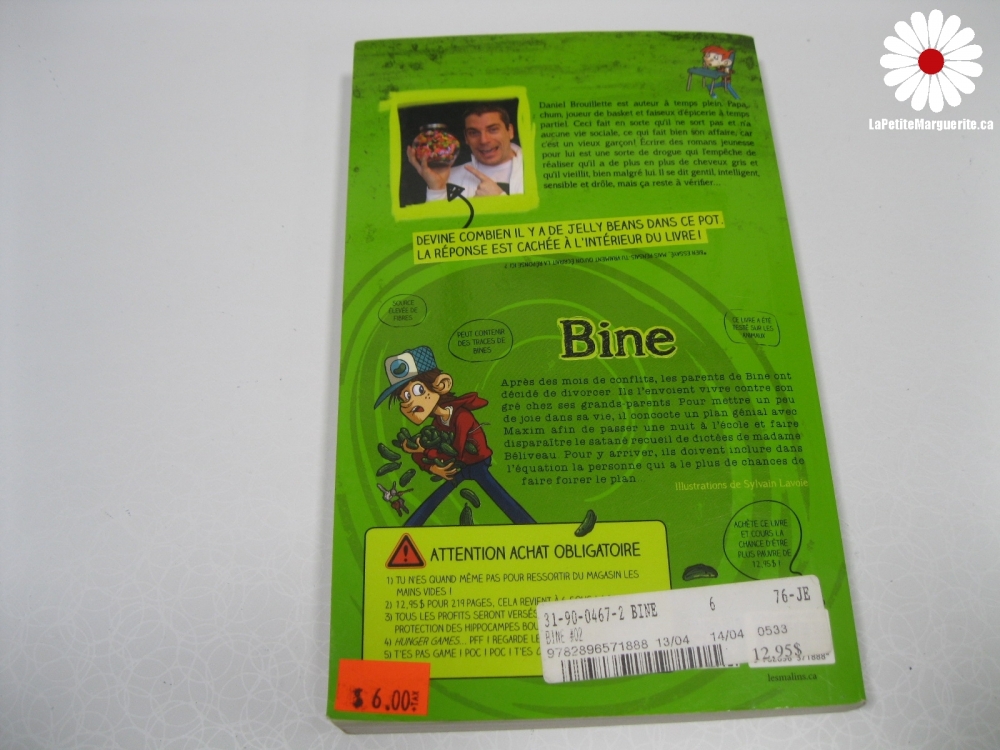 LaPetiteMarguerite.ca
Daniel Brouillette est auteur à temps plein. Papa,
chum, joueur de basket et faiseux d'épicerie à temps
partiel. Ceci fait en sorte qu'il ne sort pas et n'a
aucune vie sociale, ce qui fait bien son affaire, car
c'est un vieux garçon! Écrire des romans jeunesse
pour lui est une sorte de drogue qui l'empêche de
réaliser qu'il a de plus en plus de cheveux gris et
qu'il vieillit, bien malgré lui. Il se dit gentil, intelligent,
sensible et drôle, mais ça reste à vérifier...
DEVINE COMBIEN IL Y A DE JELLY BEANS DANS CE POT.
LA RÉPONSE EST CACHÉE À L'INTÉRIEUR DU LIVRE !
SOURCE
ÉLEVÉE DE
FIBRES
PEUT CONTENIR
DES TRACES DE
BINES
CE LIVRE A ÉTÉ
TESTÉ SUR LES
ANIMAUX
Bine
Après des mois de conflits, les parents de Bine ont
décidé de divorcer. Ils l'envoient vivre contre son
gré chez ses grands-parents. Pour mettre un peu
de joie dans sa vie, il concocte un plan génial avec
Maxim afin de passer une nuit à l'école et faire
disparaître le satané recueil de dictées de madame
Béliveau. Pour y arriver, ils doivent inclure dans
l'équation la personne qui a le plus de chances de
faire foirer le plan.
Illustrations de Sylvain Lavoie
ACHÈTE CE LIVRE
ET COURS LA
CHANCE D'ÊTRE
PLUS PAUVRE DE
12,95$ !
ATTENTION ACHAT OBLIGATOIRE
1) TU N'ES QUAND MÊME PAS POUR RESSORTIR DU MAGASIN LES
MAINS VIDES !
2) 12,95$ POUR 219 PAGES, CELA REVIENT À 6
3) TOUS LES PROFITS SERONT VERSÉS
PROTECTION DES HIPPOCAMPES
4) HUNGER GAMES... PFF ! REGARDE LE
5) T'ES PAS GAME ! POC ! POC ! T'ES
31-90-0467-2 BINE 6 76-JE
BINE #02
9782896571888 13/04 14/04 0533
12.95$
lesmalins.ca
$ 6.00+TAX